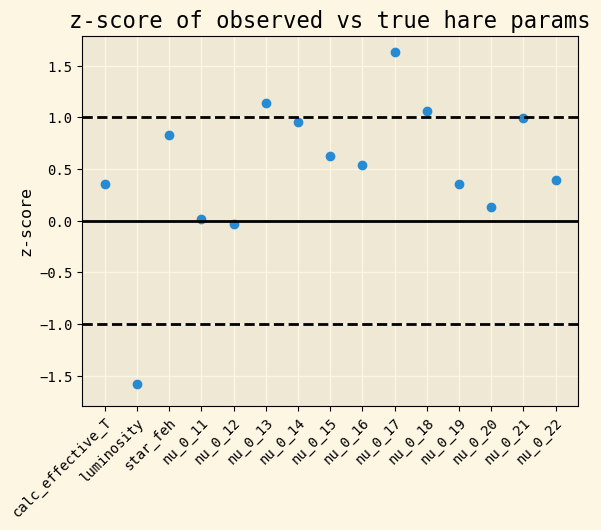 z-score of observed vs true hare params
z-score
1.5
1.0
0.5
0.0
−0.5
−1.0
−1.5
calc_effective_T
luminosity
star_feh
nu_0_11
nu_0_12
nu_0_13
nu_0_14
nu_0_15
nu_0_16
nu_0_17
nu_0_18
nu_0_19
nu_0_20
nu_0_21
nu_0_22